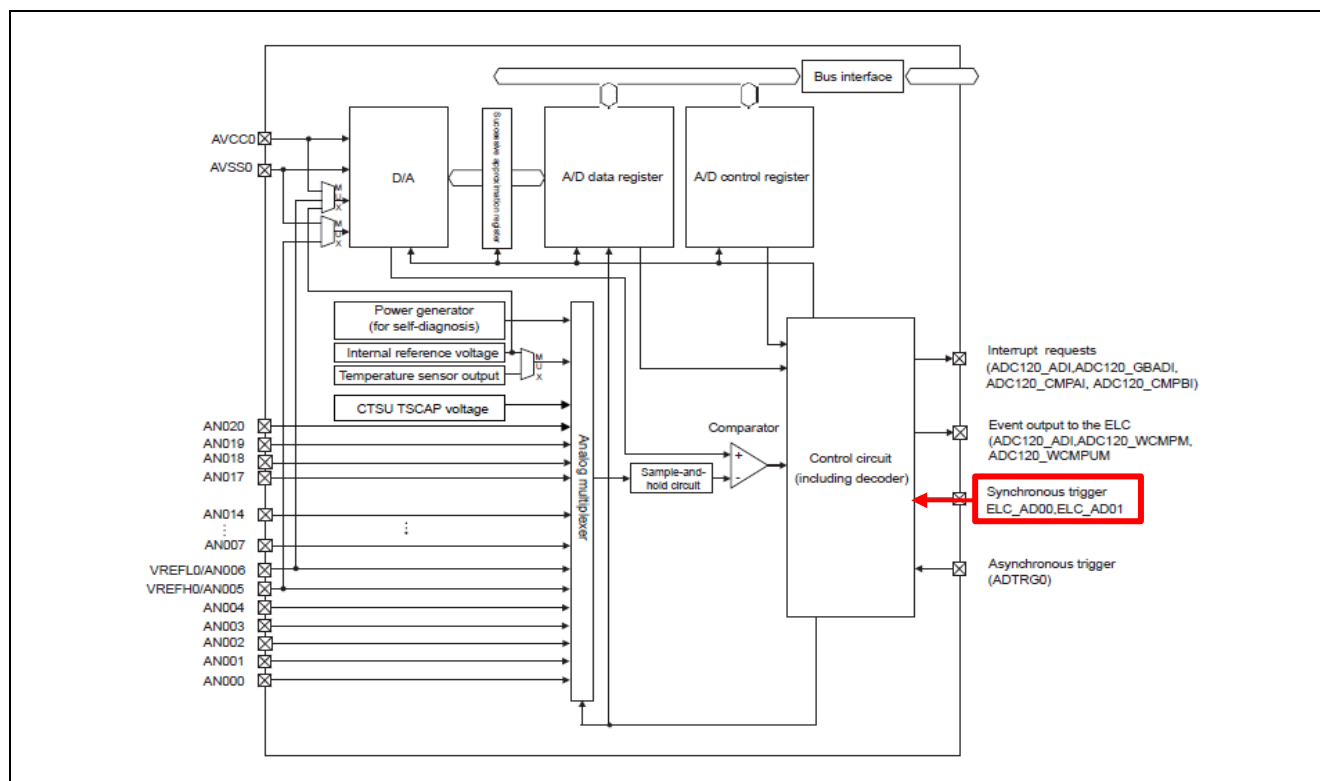 Bus interface
AVCC0
AVSS0
M
U
X
M
U
X
D/A
Successive approximation
register
A/D data register
A/D control register
Power generator
(for self-diagnosis)
Internal reference voltage
Temperature sensor output
M
U
X
CTSU TSCAP voltage
AN020
AN019
AN018
AN017
AN014
AN007
VREFL0/AN006
VREFH0/AN005
AN004
AN003
AN002
AN001
AN000
Analog multiplexer
Sample-and-
hold circuit
Comparator
+
-
Control circuit
(including decoder)
Interrupt requests
(ADC120_ADI,ADC120_GBADI,
ADC120_CMPAI, ADC120_CMPBI)
Event output to the ELC
(ADC120_ADI,ADC120_WCMPM,
ADC120_WCMPUM
Synchronous trigger
ELC_AD00,ELC_AD01
Asynchronous trigger
(ADTRG0)